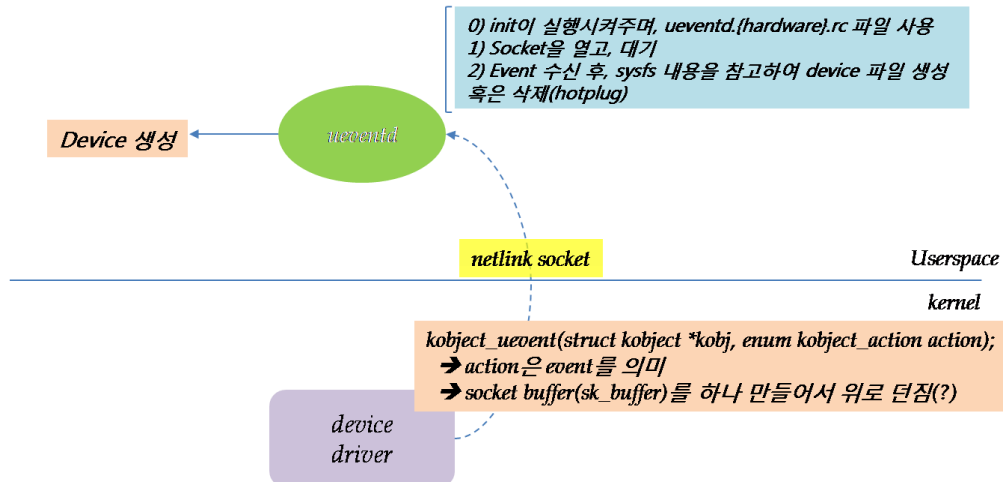 0) init이 실행시켜주며, ueventd.{hardware}.rc 파일 사용
1) Socket을 열고, 대기
2) Event 수신 후, sysfs 내용을 참고하여 device 파일 생성
혹은 삭제(hotplug)
Device 생성
ueventd
netlink socket
Userspace
kernel
kobject_uevent(struct kobject *kobj, enum kobject_action action);
➔ action은 event를 의미
➔ socket buffer(sk_buffer)를 하나 만들어서 위로 던짐(?)
device
driver